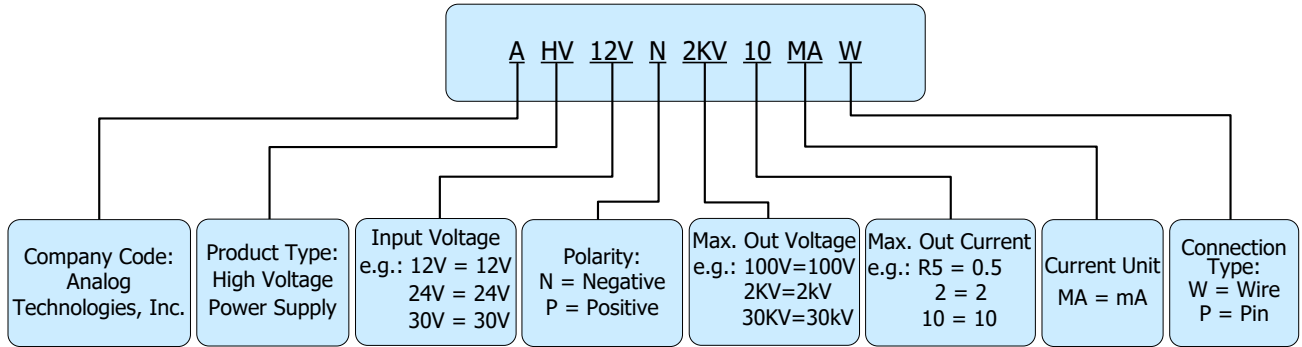 A HV 12V N 2KV 10 MA W
Company Code:
Analog
Technologies, Inc.
Product Type:
High Voltage
Power Supply
Input Voltage
e.g.: 12V = 12V
24V = 24V
30V = 30V
Polarity:
N = Negative
P = Positive
Max. Out Voltage
e.g.: 100V=100V
2KV=2kV
30KV=30kV
Max. Out Current
e.g.: R5 = 0.5
2 = 2
10 = 10
Current Unit
MA = mA
Connection
Type:
W = Wire
P = Pin